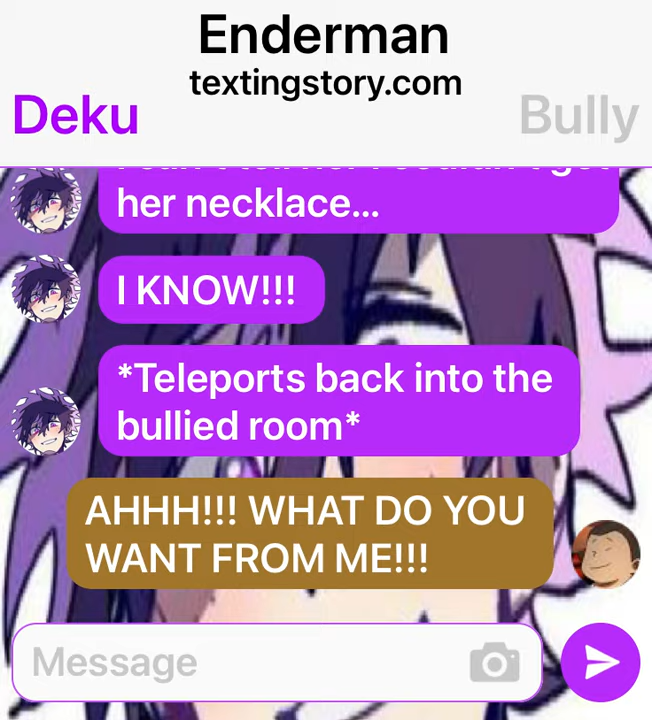 Enderman
textingstory.com
Deku
Bully
her necklace...
I KNOW!!!
*Teleports back into the
bullied room*
AHHH!!! WHAT DO YOU
WANT FROM ME!!!
Message